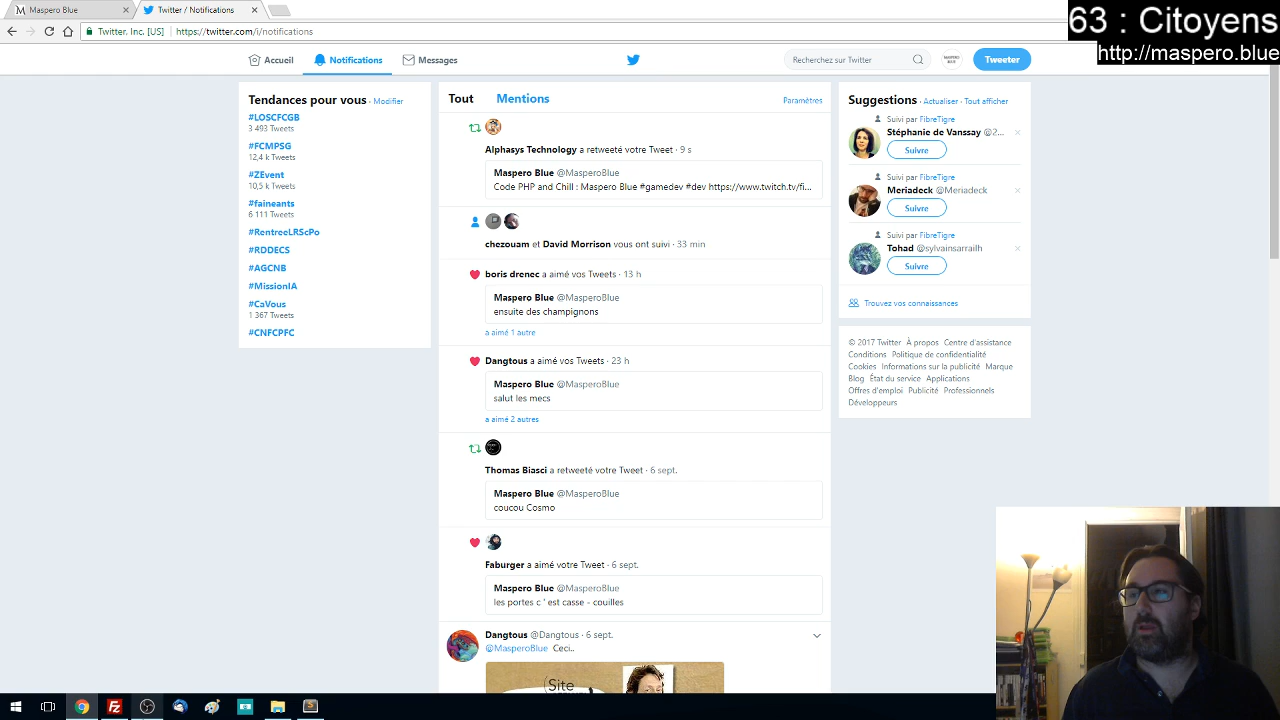 Maspero Blue
Twitter / Notifications
63 : Citoyens
http://maspero.blue
Twitter, Inc. [US] https://twitter.com/i/notifications
Accueil
Notifications
Messages
Recherchez sur Twitter
MASPERO BLUE
Tweeter
Tendances pour vous · Modifier
#LOSCFCGB
3 493 Tweets
#FCMPSG
12,4 k Tweets
#ZEvent
10,5 k Tweets
#faineants
6 111 Tweets
#RentreeLRScPo
#RDDECS
#AGCNB
#MissionIA
#CaVous
1 367 Tweets
#CNFCPFC
Tout Mentions Paramètres
Alphasys Technology a retweeté votre Tweet · 9 s
Maspero Blue @MasperoBlue
Code PHP and Chill : Maspero Blue #gamedev #dev https://www.twitch.tv/fi...
chezouam et David Morrison vous ont suivi · 33 min
boris drenec a aimé vos Tweets · 13 h
Maspero Blue @MasperoBlue
ensuite des champignons
a aimé 1 autre
Dangtous a aimé vos Tweets · 23 h
Maspero Blue @MasperoBlue
salut les mecs
a aimé 2 autres
Thomas Biasci a retweeté votre Tweet · 6 sept.
Maspero Blue @MasperoBlue
coucou Cosmo
Faburger a aimé votre Tweet · 6 sept.
Maspero Blue @MasperoBlue
les portes c ' est casse - couilles
Dangtous @Dangtous · 6 sept.
@MasperoBlue Ceci..
Site
Suggestions · Actualiser · Tout afficher
Suivi par FibreTigre
Stéphanie de Vanssay @2...
Suivre
Suivi par FibreTigre
Meriadeck @Meriadeck
Suivre
Suivi par FibreTigre
Tohad @sylvainsarrailh
Suivre
Trouvez vos connaissances
© 2017 Twitter À propos Centre d'assistance
Conditions Politique de confidentialité
Cookies Informations sur la publicité Marque
Blog État du service Applications
Offres d'emploi Publicité Professionnels
Développeurs